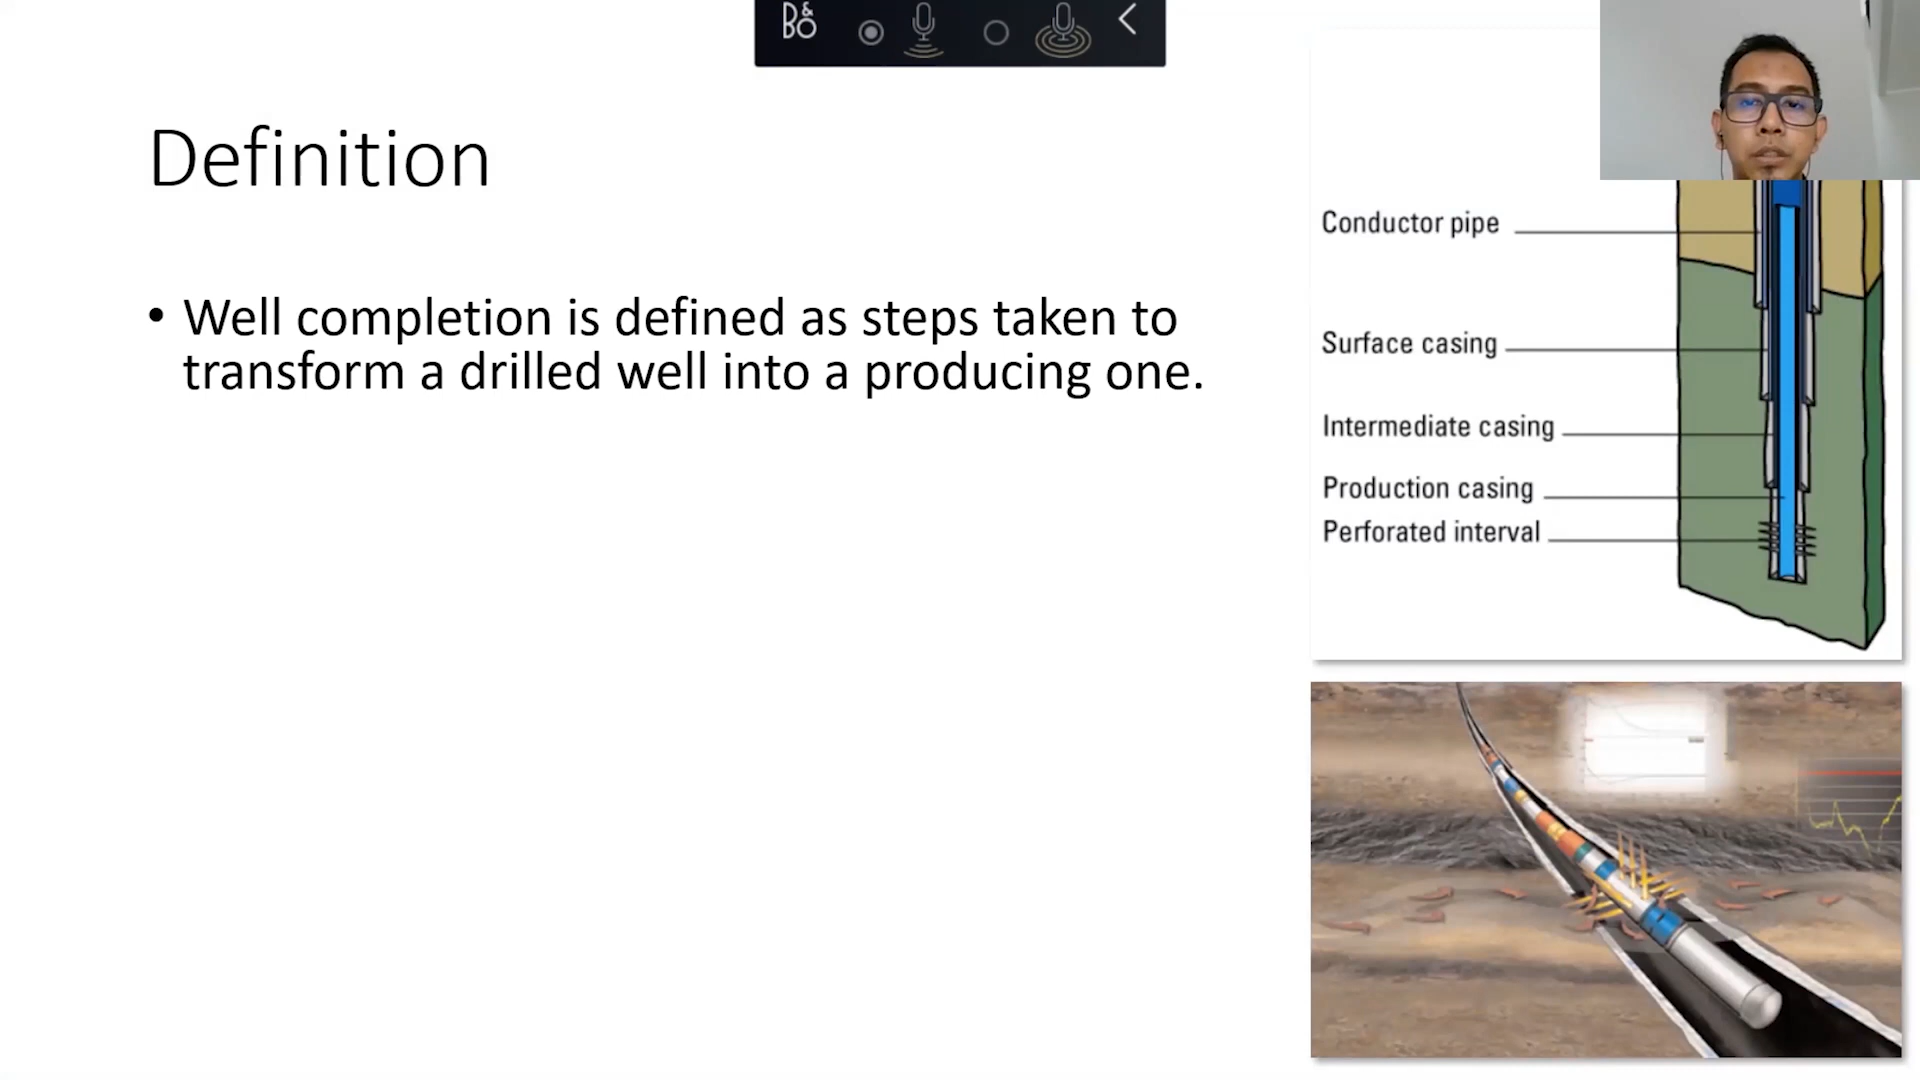 B&O
Definition
• Well completion is defined as steps taken to
transform a drilled well into a producing one.
Conductor pipe
Surface casing
Intermediate casing
Production casing
Perforated interval